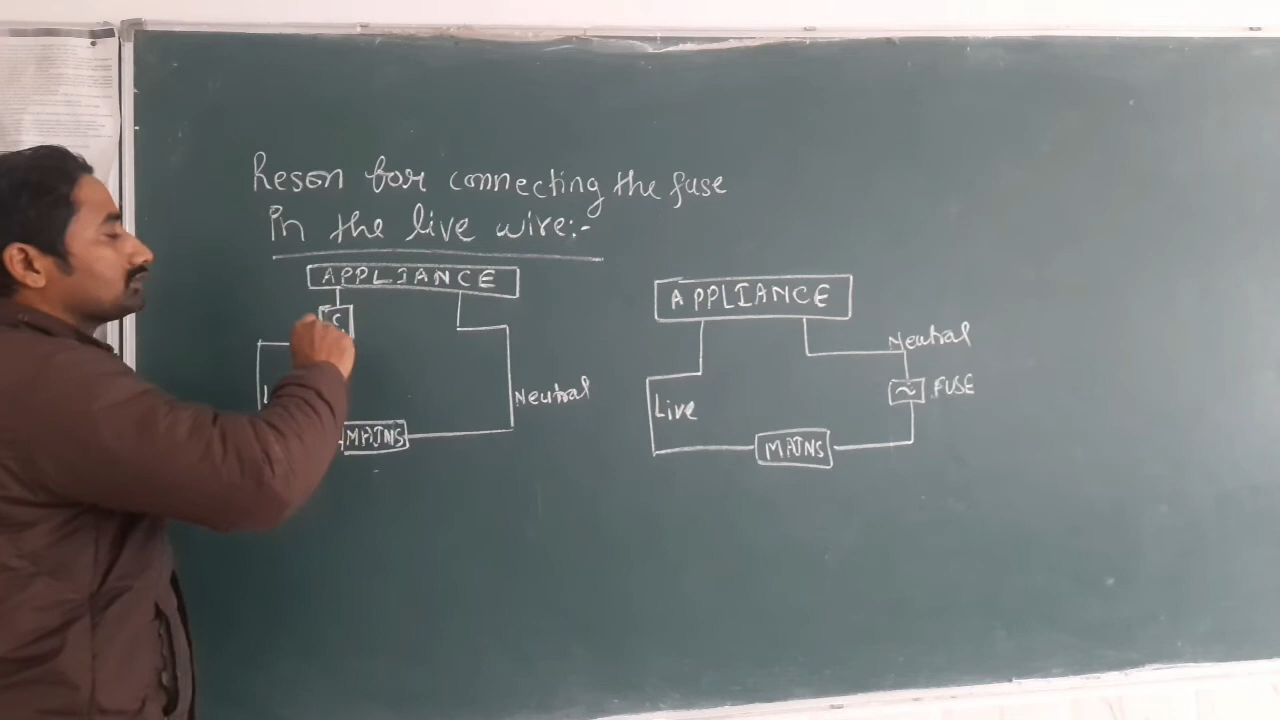 Reson for connecting the fuse
in the live wire:-
APPLIANCE
Neutral
MAINS
APPLIANCE
Neutral
FUSE
Live
MAINS